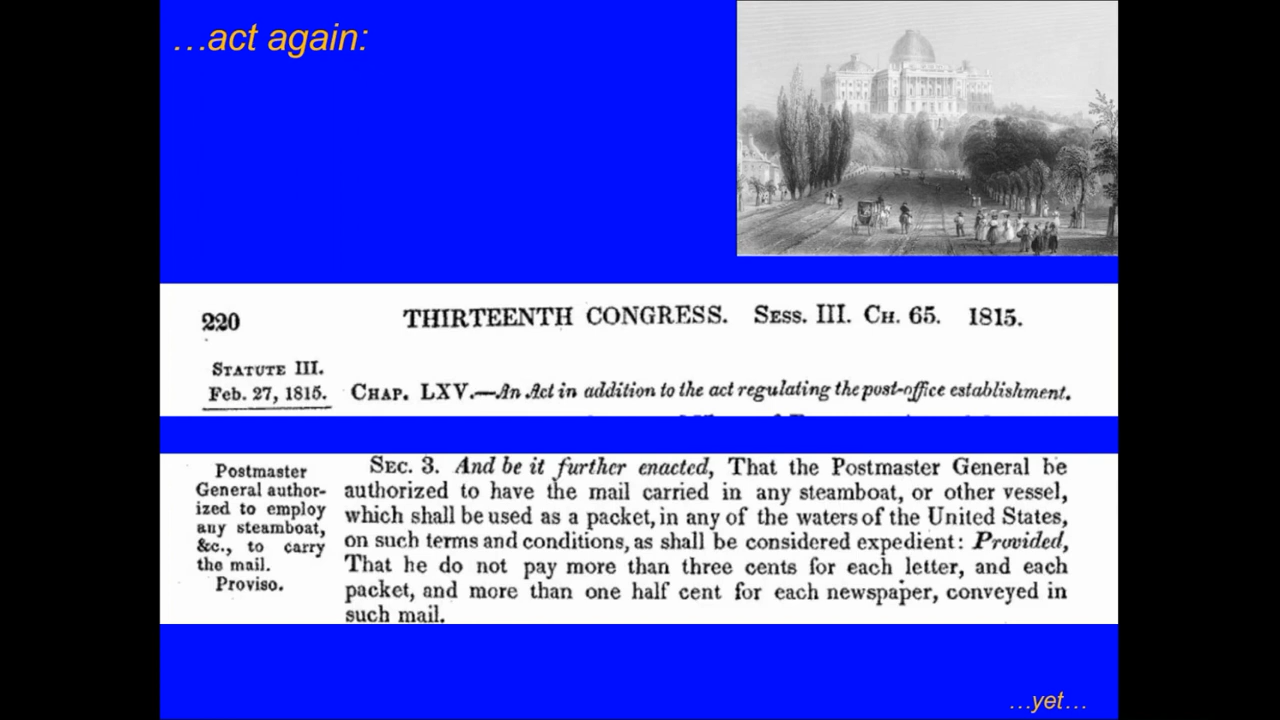 …act again:
220 THIRTEENTH CONGRESS. Sess. III. Ch. 65. 1815.
Statute III.
Feb. 27, 1815. Chap. LXV.—An Act in addition to the act regulating the post-office establishment.
Postmaster
General author-
ized to employ
any steamboat,
&c., to carry
the mail.
Proviso.
Sec. 3. And be it further enacted, That the Postmaster General be
authorized to have the mail carried in any steamboat, or other vessel,
which shall be used as a packet, in any of the waters of the United States,
on such terms and conditions, as shall be considered expedient: Provided,
That he do not pay more than three cents for each letter, and each
packet, and more than one half cent for each newspaper, conveyed in
such mail.
…yet…